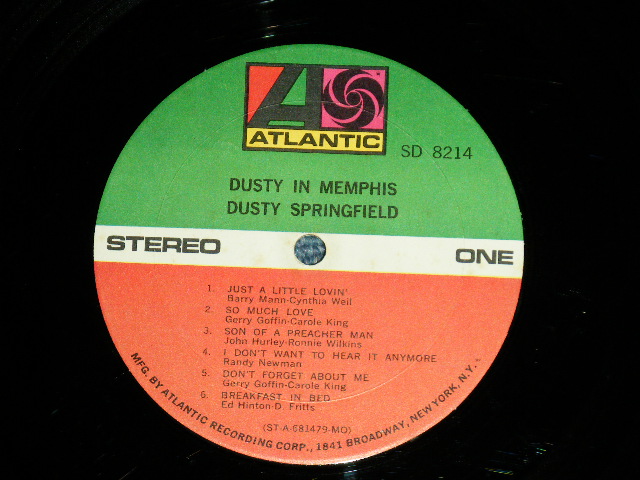 ATLANTIC
SD 8214
DUSTY IN MEMPHIS
DUSTY SPRINGFIELD
STEREO
ONE
1. JUST A LITTLE LOVIN'
Barry Mann-Cynthia Weil
2. SO MUCH LOVE
Gerry Goffin-Carole King
3. SON OF A PREACHER MAN
John Hurley-Ronnie Wilkins
4. I DON'T WANT TO HEAR IT ANYMORE
Randy Newman
5. DON'T FORGET ABOUT ME
Gerry Goffin-Carole King
6. BREAKFAST IN BED
Ed Hinton-D. Fritts
(ST-A-681479-MO)
MFG. BY ATLANTIC RECORDING CORP., 1841 BROADWAY, NEW YORK, N.Y.